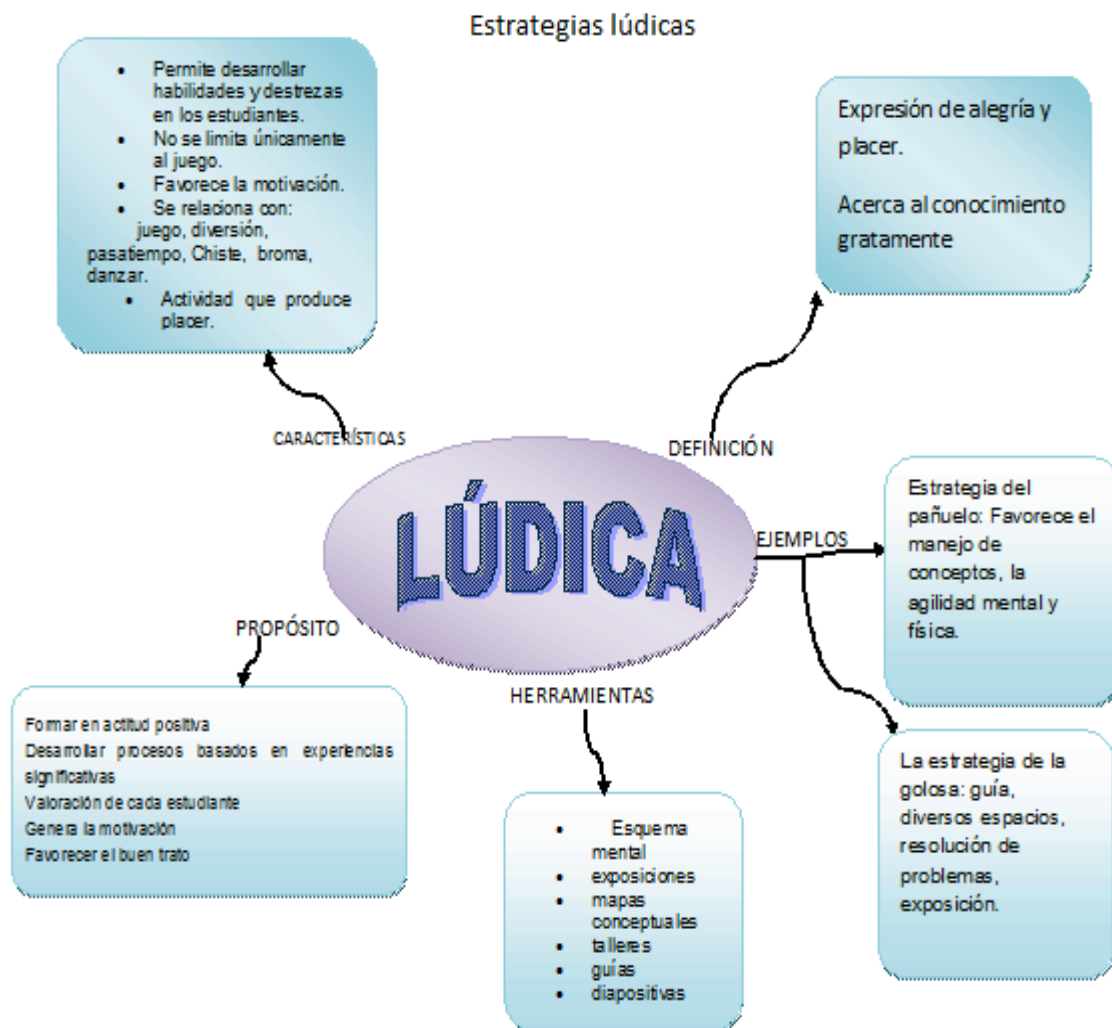 Estrategias lúdicas
• Permite desarrollar
habilidades y destrezas
en los estudiantes.
• No se limita únicamente
al juego.
• Favorece la motivación.
• Se relaciona con:
juego, diversión,
pasatiempo, Chiste, broma,
danzar.
• Actividad que produce
placer.
Expresión de alegría y
placer.
Acerca al conocimiento
gratamente
CARACTERÍSTICAS
DEFINICIÓN
LÚDICA
EJEMPLOS
Estrategia del
pañuelo: Favorece el
manejo de
conceptos, la
agilidad mental y
física.
PROPÓSITO
HERRAMIENTAS
Formar en actitud positiva
Desarrollar procesos basados en experiencias
significativas
Valoración de cada estudiante
Genera la motivación
Favorecer el buen trato
• Esquema
mental
• exposiciones
• mapas
conceptuales
• talleres
• guías
• diapositivas
La estrategia de la
golosa: guía,
diversos espacios,
resolución de
problemas,
exposición.